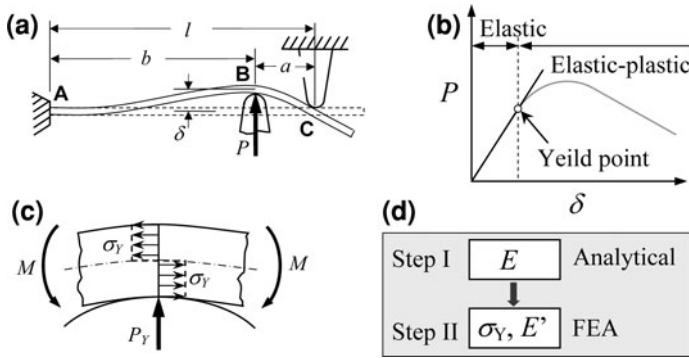 (a)
l
b
a
A
B
C
δ
P
(b)
Elastic
Elastic-plastic
P
Yeild point
δ
(c)
σY
σY
M
M
PY
(d)
Step I
E
Analytical
Step II
σY, E’
FEA